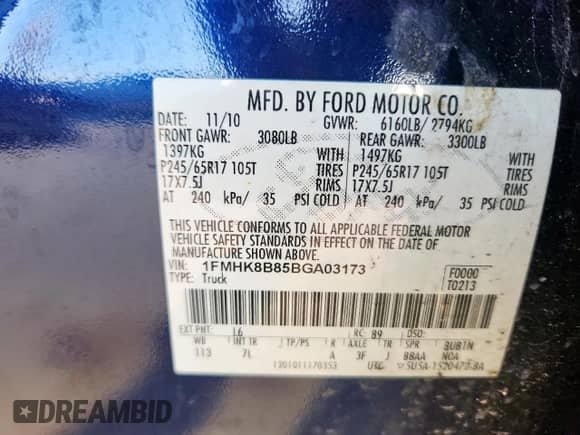 MFD. BY FORD MOTOR CO.
DATE: 11/10 GVWR: 6160LB/ 2794KG
FRONT GAWR: 3080LB REAR GAWR: 3300LB
1397KG WITH 1497KG WITH
P245/65R17 105T TIRES P245/65R17 105T TIRES
17X7.5J RIMS 17X7.5J RIMS
AT 240 kPa/ 35 PSI COLD AT 240 kPa/ 35 PSI COLD
THIS VEHICLE CONFORMS TO ALL APPLICABLE FEDERAL MOTOR
VEHICLE SAFETY STANDARDS IN EFFECT ON THE DATE OF
MANUFACTURE SHOWN ABOVE.
VIN: 1FMHK8B85BGA03173 F0000
TYPE: Truck T0213
EXT PNT: L6 RC: 89 DSO:
WB INT TR TP/PS R AXLE TR SPR
113 7L A 3F J BBAA
1201011170353 UTC
DREAMBID